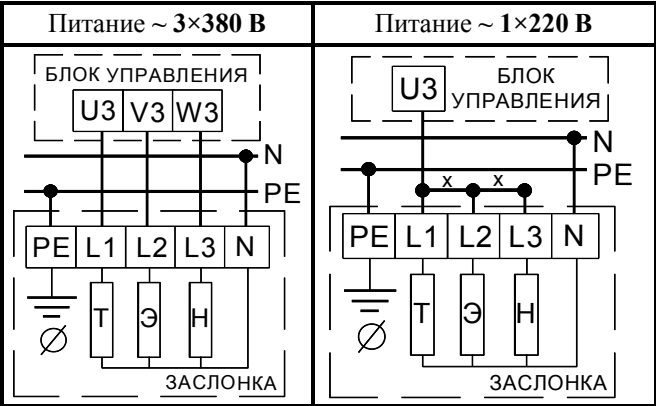 Питание ~ 3×380 В
Питание ~ 1×220 В
БЛОК УПРАВЛЕНИЯ
U3 V3 W3
N
PE
PE L1 L2 L3 N
Т Э Н
ЗАСЛОНКА
U3
БЛОК
УПРАВЛЕНИЯ
N
PE
х х
PE L1 L2 L3 N
Т Э Н
ЗАСЛОНКА